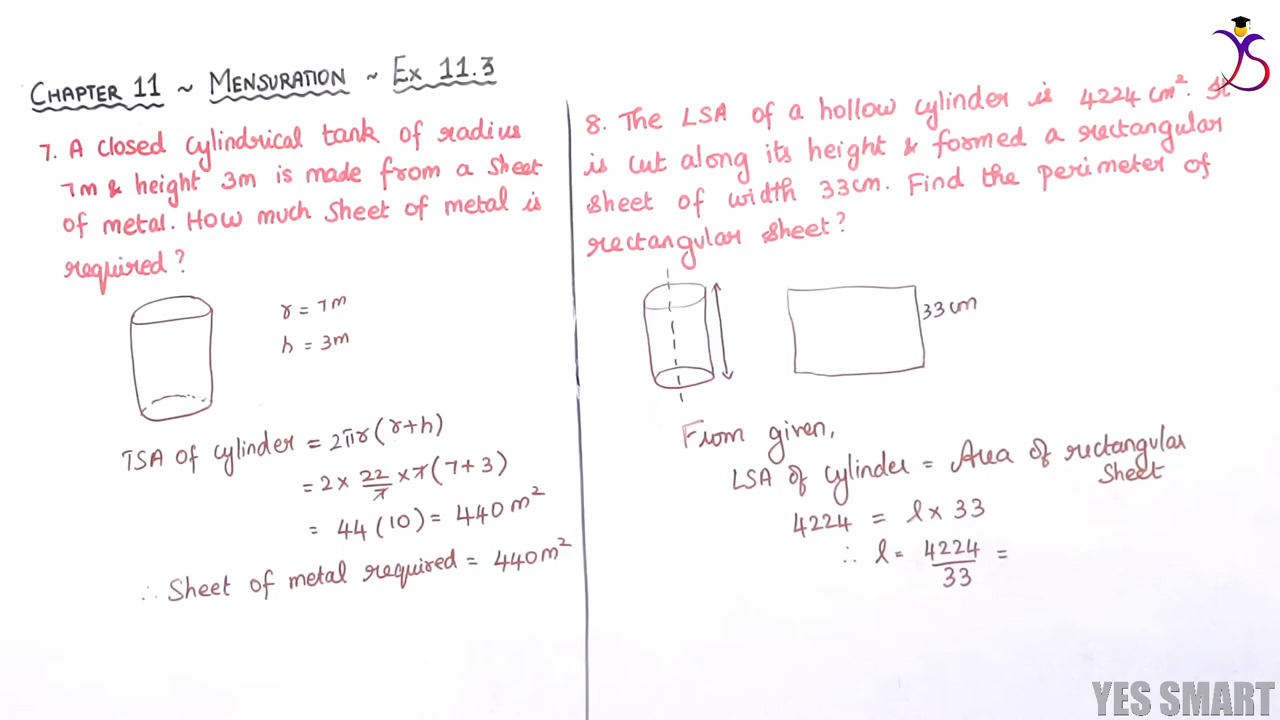 CHAPTER 11 ~ MENSURATION ~ Ex 11.3
7. A closed cylindrical tank of radius
7m & height 3m is made from a sheet
of metal. How much sheet of metal is
required?
r = 7m
h = 3m
TSA of cylinder = 2πr(r+h)
= 2 × 22/7 × 7(7+3)
= 44(10) = 440 m²
∴ Sheet of metal required = 440m²
8. The LSA of a hollow cylinder is 4224 cm². It
is cut along its height & formed a rectangular
sheet of width 33cm. Find the perimeter of
rectangular sheet?
33cm
From given,
LSA of cylinder = Area of rectangular
Sheet
4224 = l × 33
∴ l = 4224/33 =
YES SMART